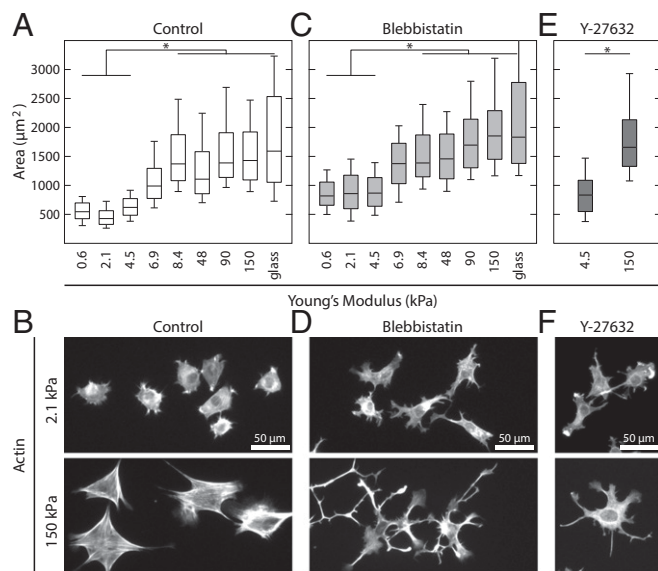 A Control
C Blebbistatin
E Y-27632
Area (μm²)
3000
2500
2000
1500
1000
500
*
*
*
0.6 2.1 4.5 6.9 8.4 48 90 150 glass
0.6 2.1 4.5 6.9 8.4 48 90 150 glass
4.5 150
Young's Modulus (kPa)
B Control
D Blebbistatin
F Y-27632
Actin
2.1 kPa
50 μm
50 μm
50 μm
150 kPa